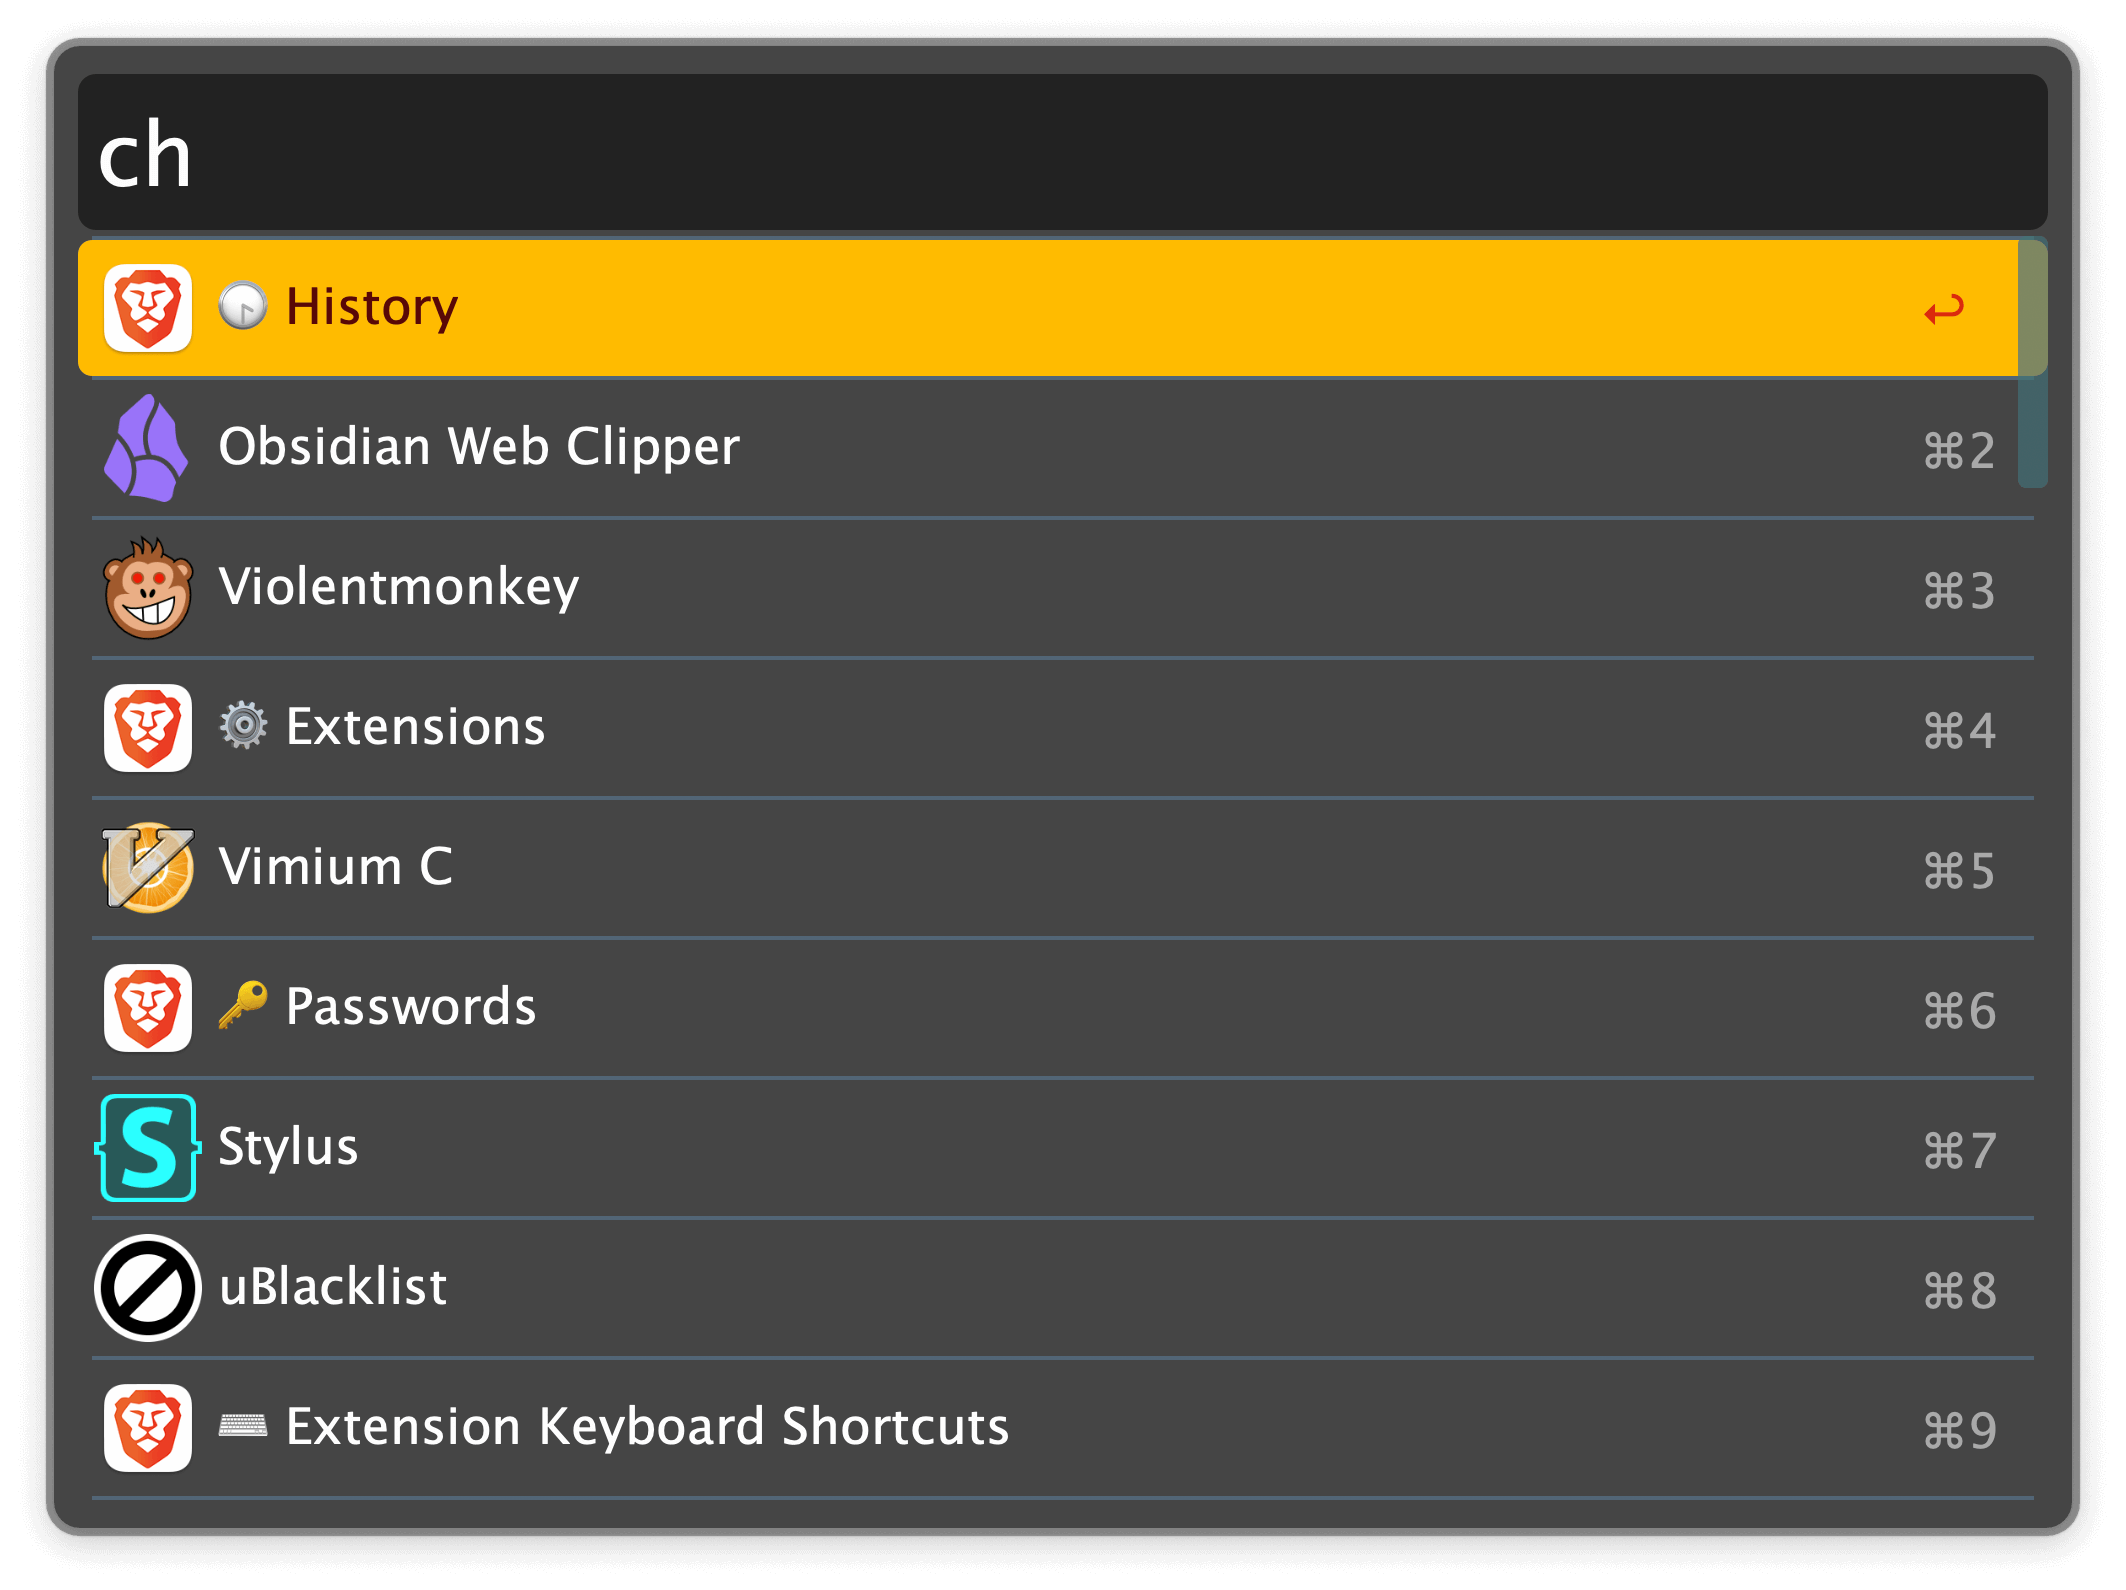 ch
History
Obsidian Web Clipper ⌘2
Violentmonkey ⌘3
Extensions ⌘4
Vimium C ⌘5
Passwords ⌘6
Stylus ⌘7
uBlacklist ⌘8
Extension Keyboard Shortcuts ⌘9